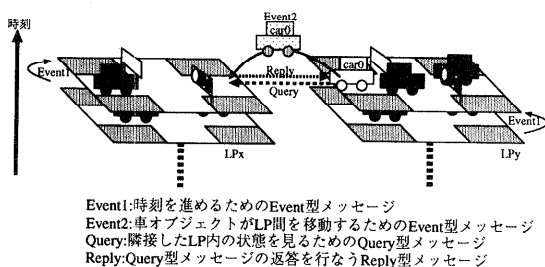 時刻
Event2
car0
car0
Event1
Reply
Query
Event1
LPx
LPy
Event1:時刻を進めるためのEvent型メッセージ
Event2:車オブジェクトがLP間を移動するためのEvent型メッセージ
Query:隣接したLP内の状態を見るためのQuery型メッセージ
Reply:Query型メッセージの返答を行なうReply型メッセージ